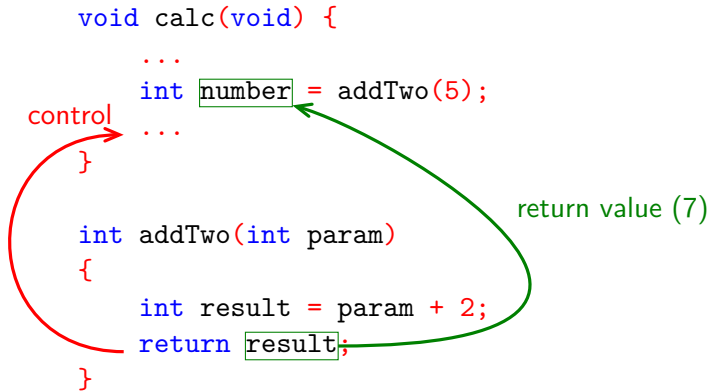 void calc(void) {
    ...
    int number = addTwo(5);
control
    ...
}
return value (7)
int addTwo(int param)
{
    int result = param + 2;
    return result;
}